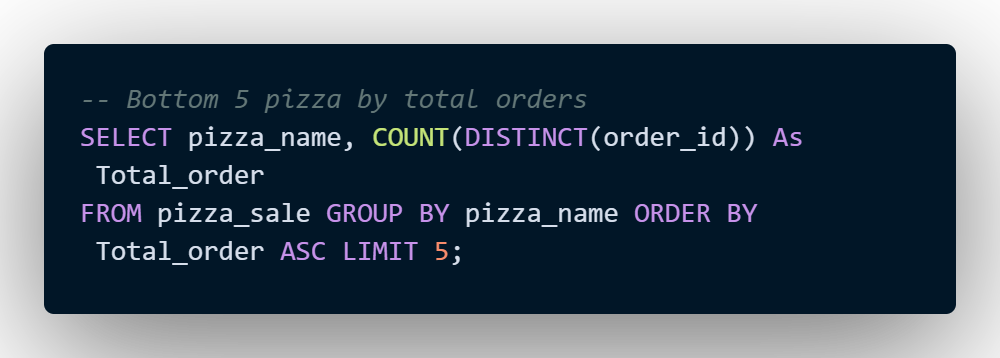 -- Bottom 5 pizza by total orders
SELECT pizza_name, COUNT(DISTINCT(order_id)) As
Total_order
FROM pizza_sale GROUP BY pizza_name ORDER BY
Total_order ASC LIMIT 5;